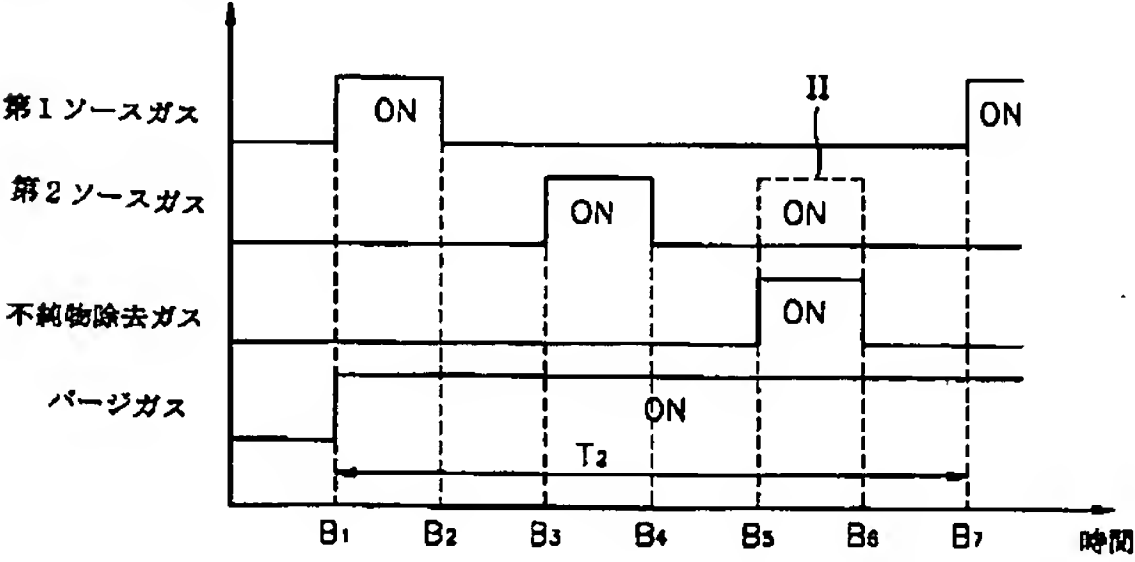 第1ソースガス
ON
ON
II
第2ソースガス
ON
ON
不純物除去ガス
ON
パージガス
ON
T2
B1 B2 B3 B4 B5 B6 B7 時間